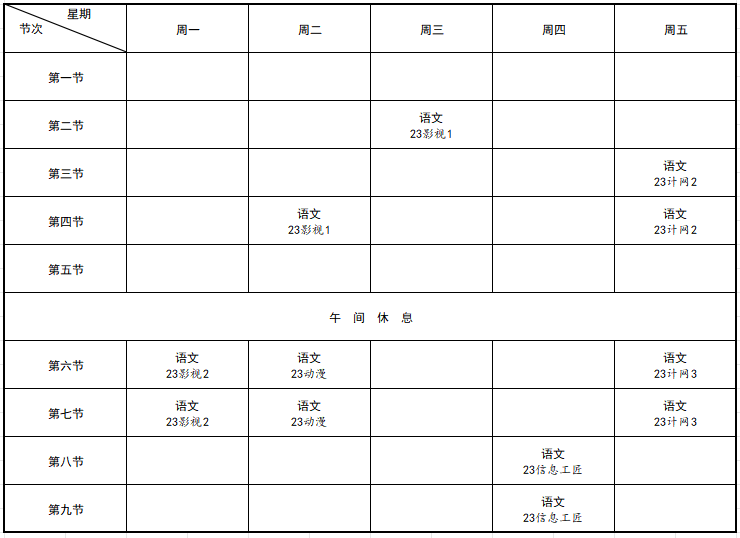 星期
节次
周一 周二 周三 周四 周五
第一节
第二节
语文
23影视1
第三节
语文
23计网2
第四节
语文
23影视1
语文
23计网2
第五节
午 间 休 息
第六节
语文
23影视2
语文
23动漫
语文
23计网3
第七节
语文
23影视2
语文
23动漫
语文
23计网3
第八节
语文
23信息工匠
第九节
语文
23信息工匠